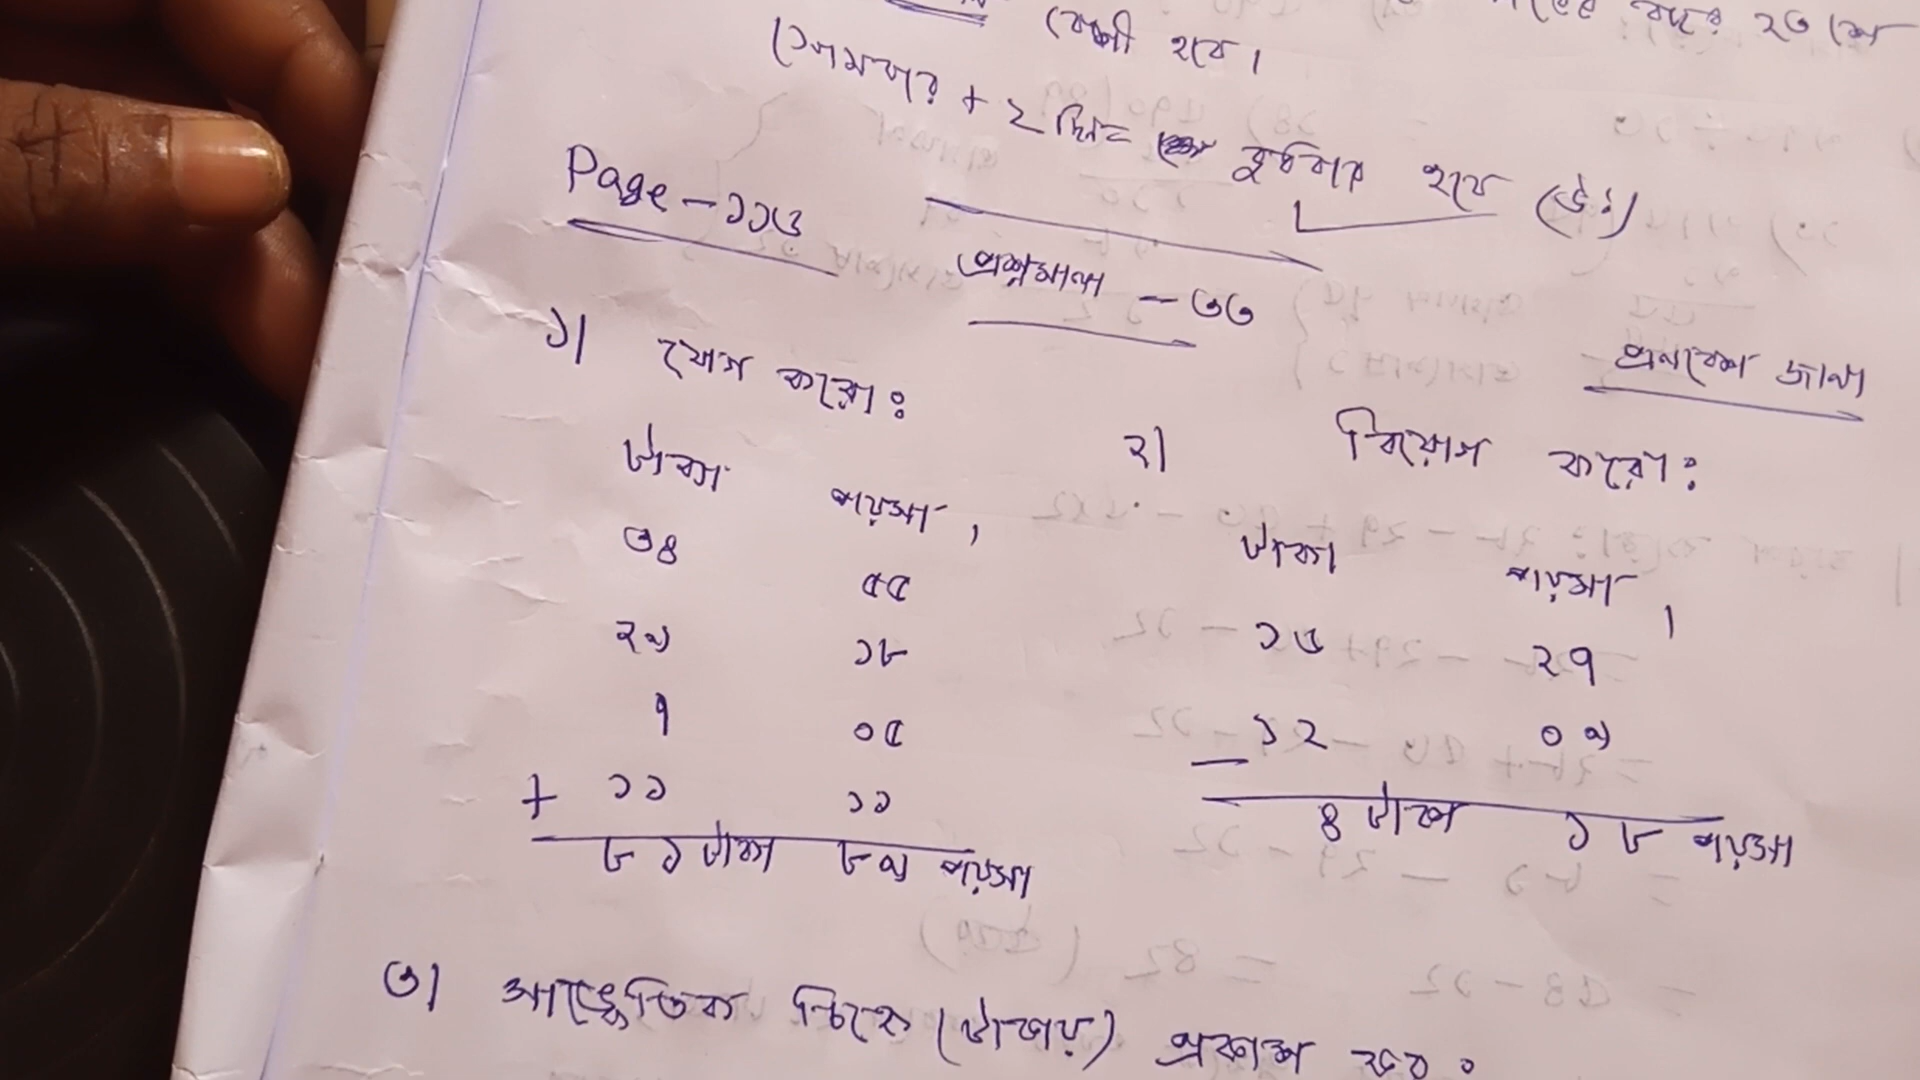 বেশী হবে।
সোমবার + ২ দিন = বুধবার হবে (উঃ)
Page - ১১৩
প্রশ্নমালা - ৩৩
প্রনবেশ জানা
১। যোগ করো :
টাকা পয়সা ,
৩৪ ৫৫
২৯ ১৮
৭ ০৫
+ ১১ ১১
৮১ টাকা ৮৯ পয়সা
২। বিয়োগ করো :
টাকা পয়সা ।
১৬ ২৭
- ১২ ০৯
৪ টাকা ১৮ পয়সা
৩। সাঙ্কেতিক চিহ্নে (টাকায়) প্রকাশ কর :